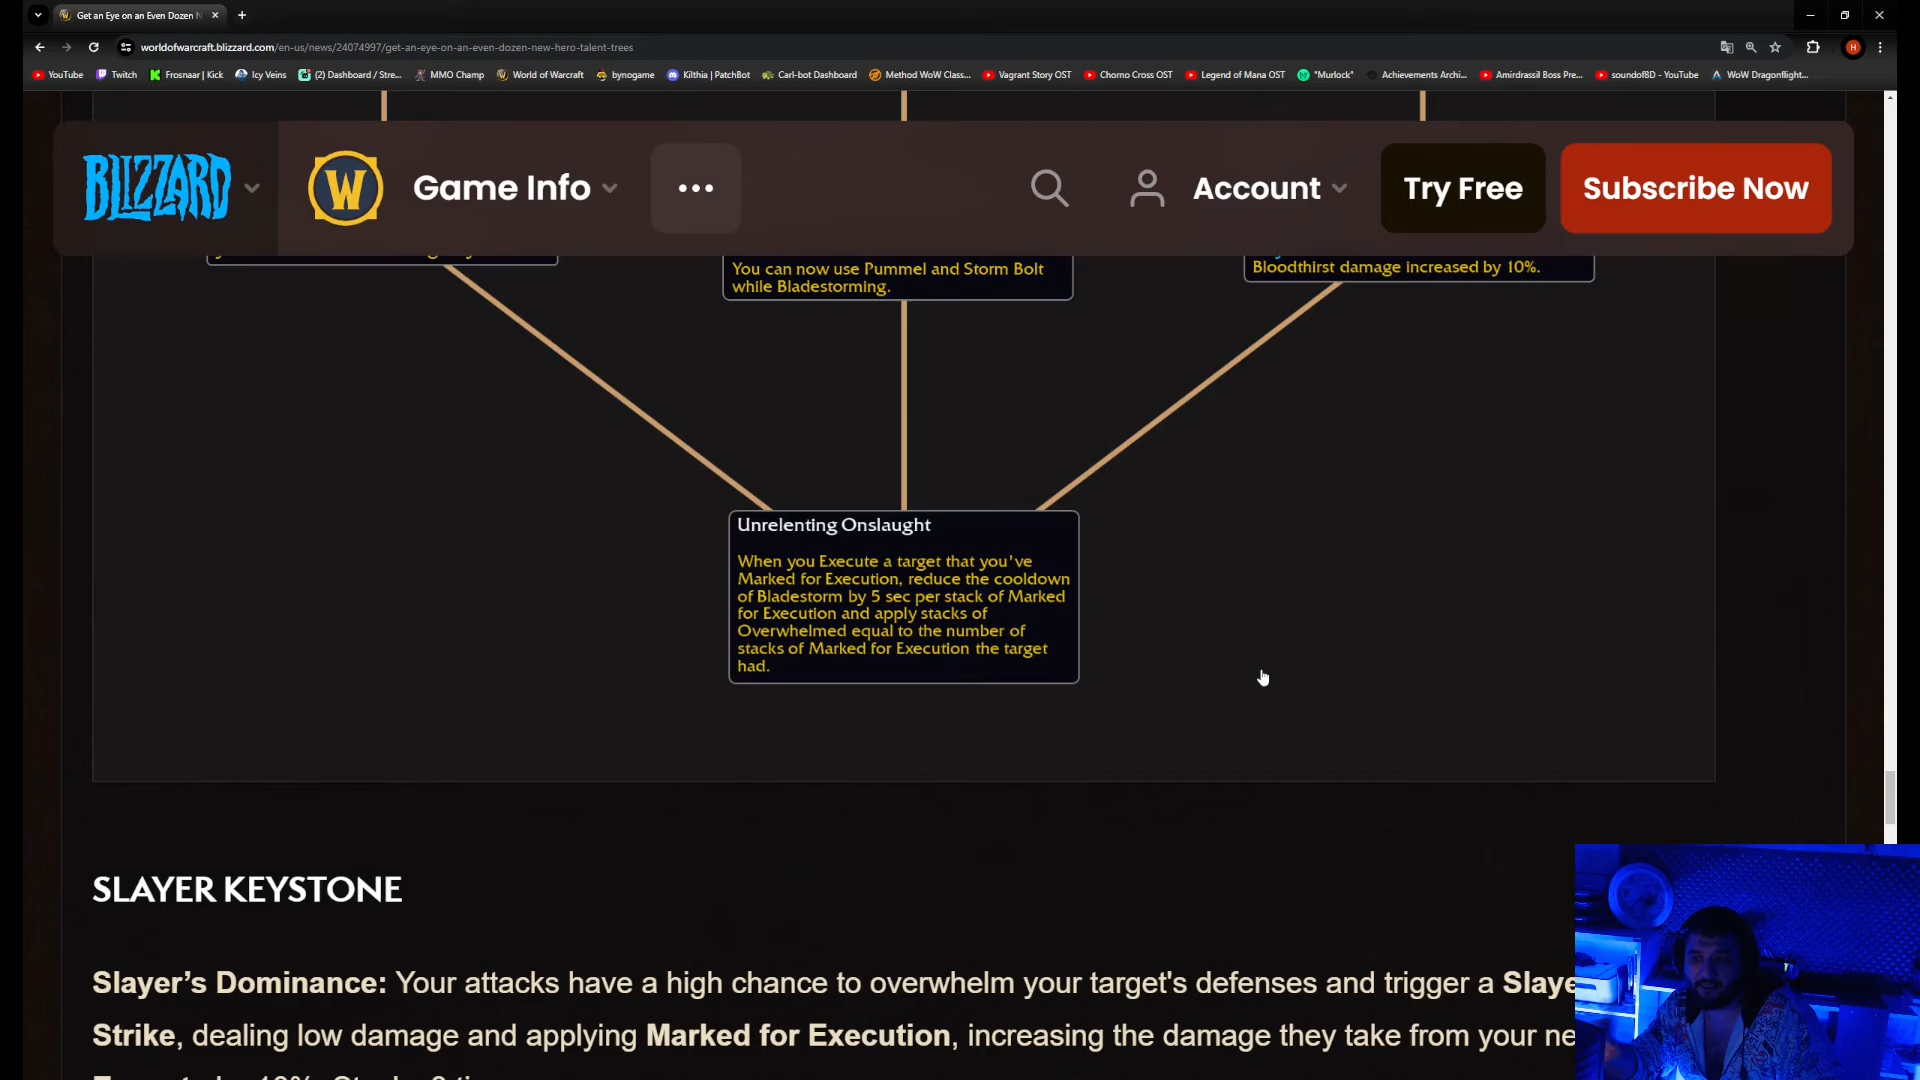 Get an Eye on an Even Dozen N
worldofwarcraft.blizzard.com/en-us/news/24074997/get-an-eye-on-an-even-dozen-new-hero-talent-trees
H
YouTube Twitch Frosnaar | Kick Icy Veins (2) Dashboard / Stre... MMO Champ World of Warcraft bynogame Kilthia | PatchBot Carl-bot Dashboard Method WoW Clas... Vagrant Story OST Chorno Cross OST Legend of Mana OST "Murlock" Achievements Archi... Amirdrassil Boss Pre... soundofBD - YouTube WoW Dragonflight...
BLIZZARD W Game Info ••• Account Try Free Subscribe Now
You can now use Pummel and Storm Bolt
while Bladestorming.
Bloodthirst damage increased by 10%.
Unrelenting Onslaught
When you Execute a target that you've
Marked for Execution, reduce the cooldown
of Bladestorm by 5 sec per stack of Marked
for Execution and apply stacks of
Overwhelmed equal to the number of
stacks of Marked for Execution the target
had.
SLAYER KEYSTONE
Slayer's Dominance: Your attacks have a high chance to overwhelm your target's defenses and trigger a Slaye
Strike, dealing low damage and applying Marked for Execution, increasing the damage they take from your ne